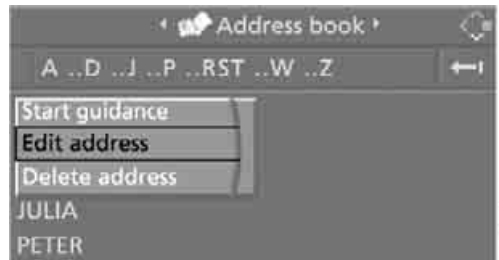 Address book
A ..D ..J ..P ..RST ..W ..Z
Start guidance
Edit address
Delete address
JULIA
PETER